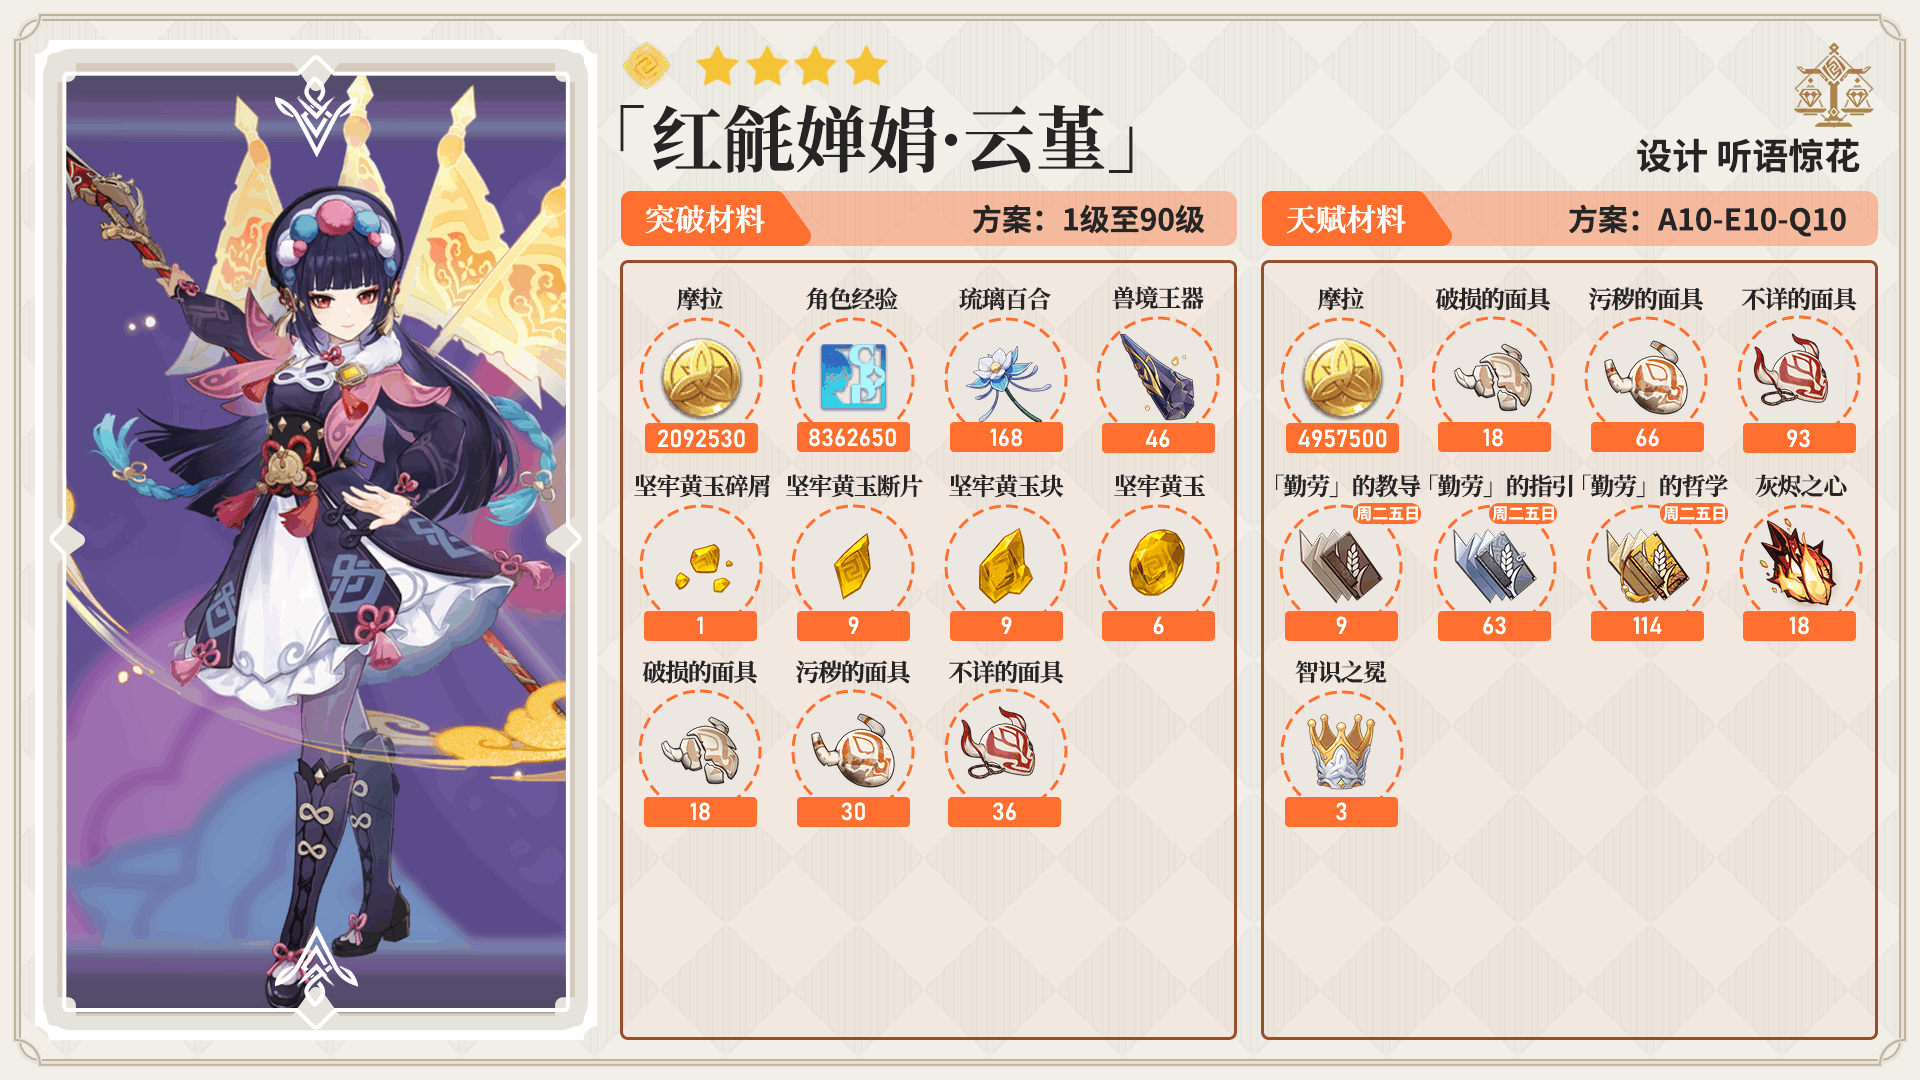 「红毹婵娟·云堇」
设计 听语惊花
突破材料 方案：1级至90级
摩拉 角色经验 琉璃百合 兽境王器
2092530 8362650 168 46
坚牢黄玉碎屑 坚牢黄玉断片 坚牢黄玉块 坚牢黄玉
1 9 9 6
破损的面具 污秽的面具 不详的面具
18 30 36
天赋材料 方案：A10-E10-Q10
摩拉 破损的面具 污秽的面具 不详的面具
4957500 18 66 93
「勤劳」的教导 「勤劳」的指引 「勤劳」的哲学 灰烬之心
周二五日 周二五日 周二五日
9 63 114 18
智识之冕
3